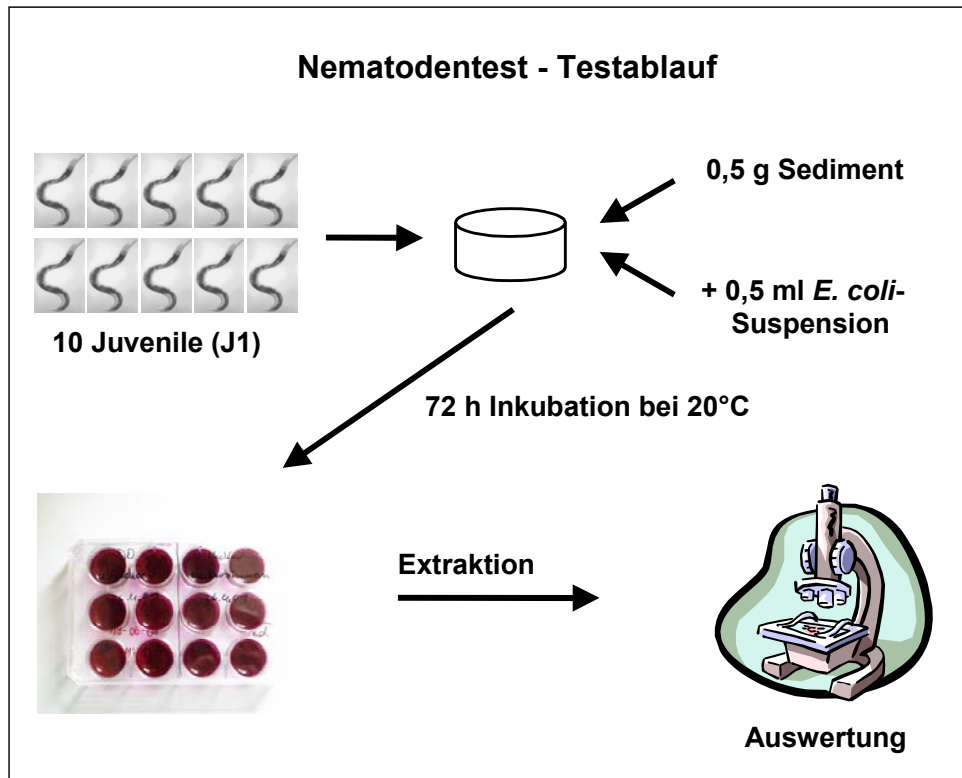 Nematodentest - Testablauf
0,5 g Sediment
+ 0,5 ml E. coli-
Suspension
10 Juvenile (J1)
72 h Inkubation bei 20°C
Extraktion
Auswertung